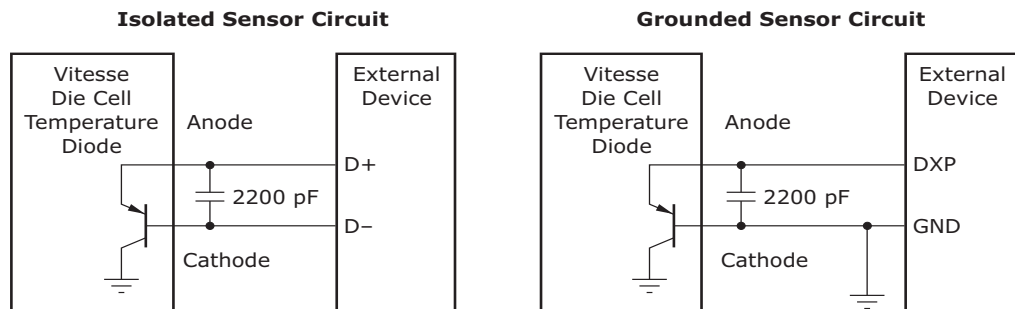 Isolated Sensor Circuit
Vitesse
Die Cell
Temperature
Diode
Anode
External
Device
D+
2200 pF
D–
Cathode
Grounded Sensor Circuit
Vitesse
Die Cell
Temperature
Diode
Anode
External
Device
DXP
2200 pF
GND
Cathode